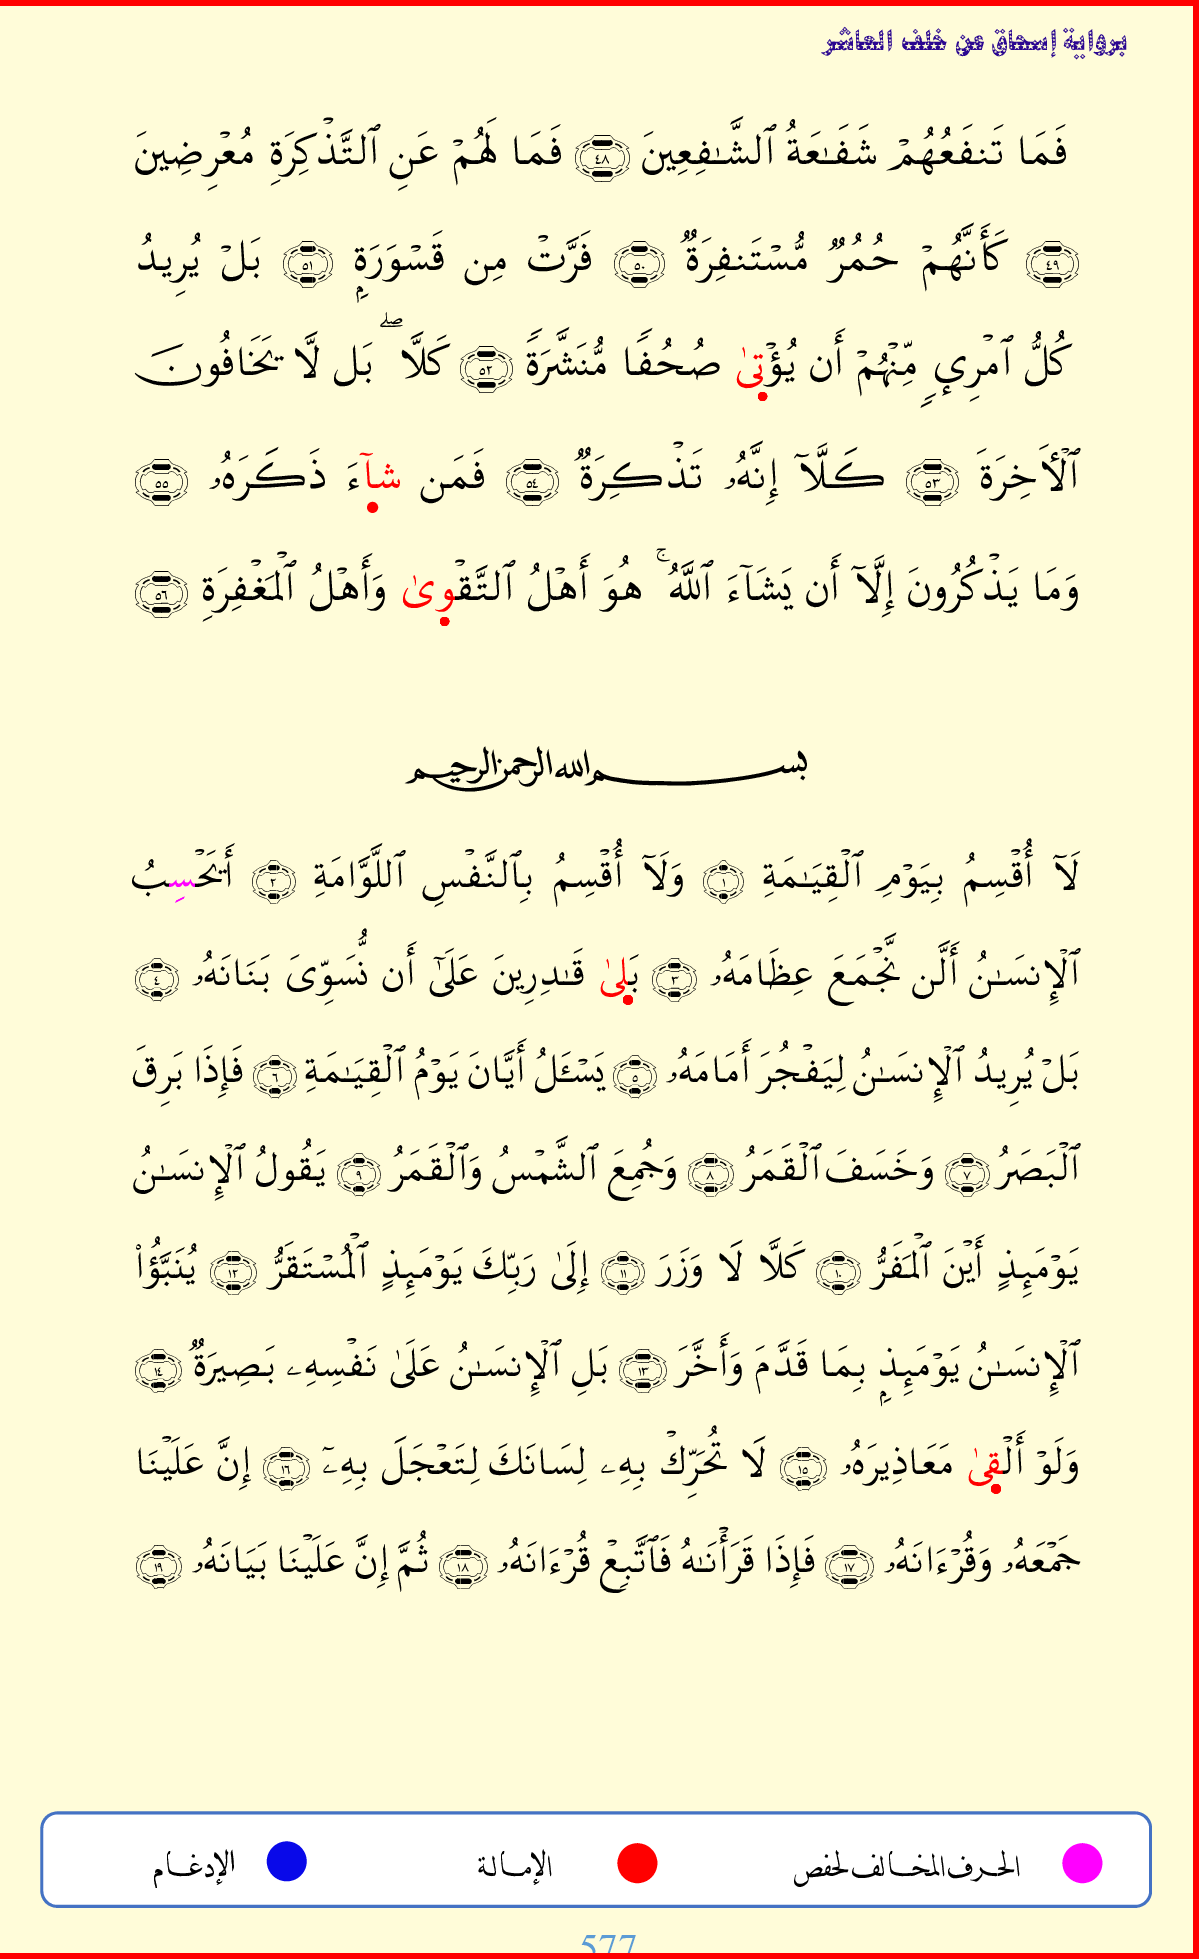 برواية إسحاق عن خلف العاشر
فَمَا تَنفَعُهُمْ شَفَـٰعَةُ ٱلشَّـٰفِعِينَ ٤٨ فَمَا لَهُمْ عَنِ ٱلتَّذْكِرَةِ مُعْرِضِينَ
٤٩ كَأَنَّهُمْ حُمُرٌ مُّسْتَنفِرَةٌ ٥٠ فَرَّتْ مِن قَسْوَرَةٍۭ ٥١ بَلْ يُرِيدُ
كُلُّ ٱمْرِيٍٕ مِّنْهُمْ أَن يُؤْتىٰ صُحُفًا مُّنَشَّرَةً ٥٢ كَلَّا ۖ بَل لَّا تَخَافُونَ
ٱلْأَخِرَةَ ٥٣ كَلَّآ إِنَّهُۥ تَذْكِرَةٌ ٥٤ فَمَن شآءَ ذَكَرَهُۥ ٥٥
وَمَا يَذْكُرُونَ إِلَّآ أَن يَشَآءَ ٱللَّهُ ۚ هُوَ أَهْلُ ٱلتَّقْوىٰ وَأَهْلُ ٱلْمَغْفِرَةِ ٥٦
بسم الله الرحمن الرحيم
لَآ أُقْسِمُ بِيَوْمِ ٱلْقِيَـٰمَةِ ١ وَلَآ أُقْسِمُ بِٱلنَّفْسِ ٱللَّوَّامَةِ ٢ أَيَحْسِبُ
ٱلْإِنسَـٰنُ أَلَّن نَّجْمَعَ عِظَامَهُۥ ٣ بَلىٰ قَـٰدِرِينَ عَلَىٰٓ أَن نُّسَوِّىَ بَنَانَهُۥ ٤
بَلْ يُرِيدُ ٱلْإِنسَـٰنُ لِيَفْجُرَ أَمَامَهُۥ ٥ يَسْـَٔلُ أَيَّانَ يَوْمُ ٱلْقِيَـٰمَةِ ٦ فَإِذَا بَرِقَ
ٱلْبَصَرُ ٧ وَخَسَفَ ٱلْقَمَرُ ٨ وَجُمِعَ ٱلشَّمْسُ وَٱلْقَمَرُ ٩ يَقُولُ ٱلْإِنسَـٰنُ
يَوْمَئِذٍ أَيْنَ ٱلْمَفَرُّ ١٠ كَلَّا لَا وَزَرَ ١١ إِلَىٰ رَبِّكَ يَوْمَئِذٍ ٱلْمُسْتَقَرُّ ١٢ يُنَبَّؤُا۟
ٱلْإِنسَـٰنُ يَوْمَئِذٍۭ بِمَا قَدَّمَ وَأَخَّرَ ١٣ بَلِ ٱلْإِنسَـٰنُ عَلَىٰ نَفْسِهِۦ بَصِيرَةٌ ١٤
وَلَوْ أَلْقىٰ مَعَاذِيرَهُۥ ١٥ لَا تُحَرِّكْ بِهِۦ لِسَانَكَ لِتَعْجَلَ بِهِۦٓ ١٦ إِنَّ عَلَيْنَا
جَمْعَهُۥ وَقُرْءَانَهُۥ ١٧ فَإِذَا قَرَأْنَـٰهُ فَٱتَّبِعْ قُرْءَانَهُۥ ١٨ ثُمَّ إِنَّ عَلَيْنَا بَيَانَهُۥ ١٩
الحرف المخالف لحفص الإمالة الإدغام
577